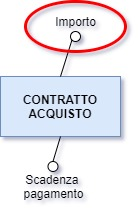 Importo
CONTRATTO
ACQUISTO
Scadenza
pagamento